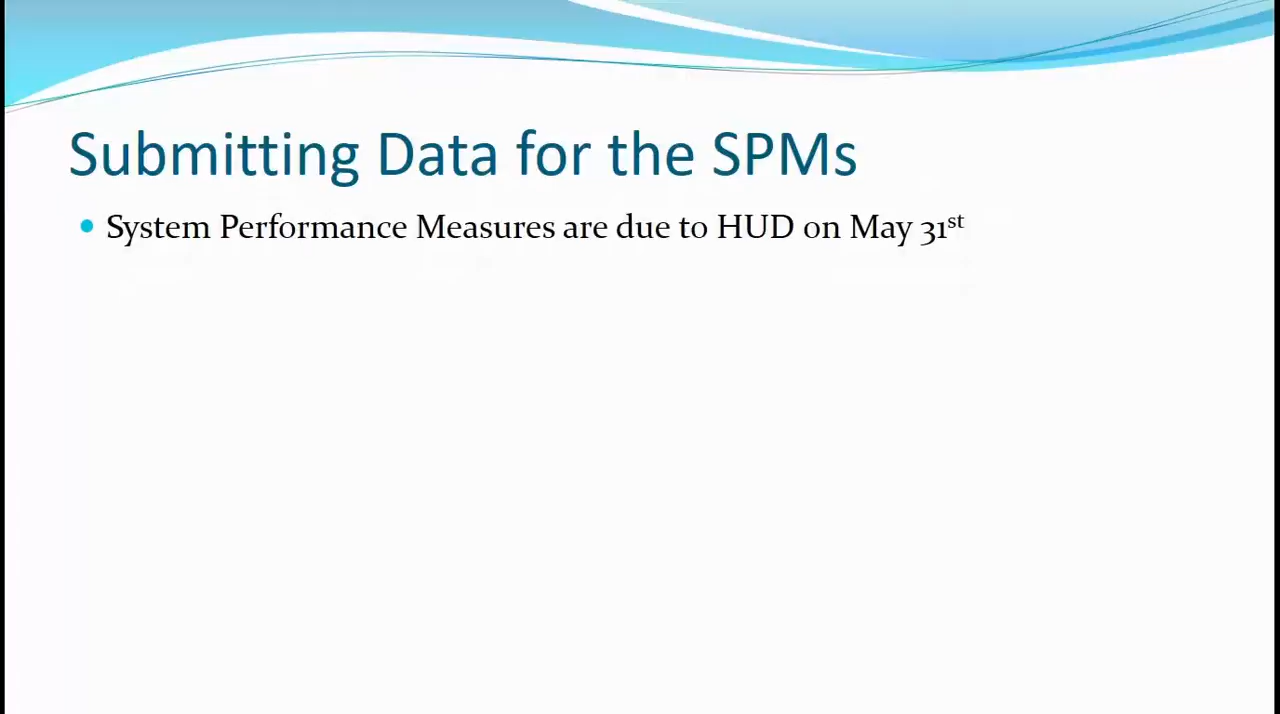 Submitting Data for the SPMs
• System Performance Measures are due to HUD on May 31st